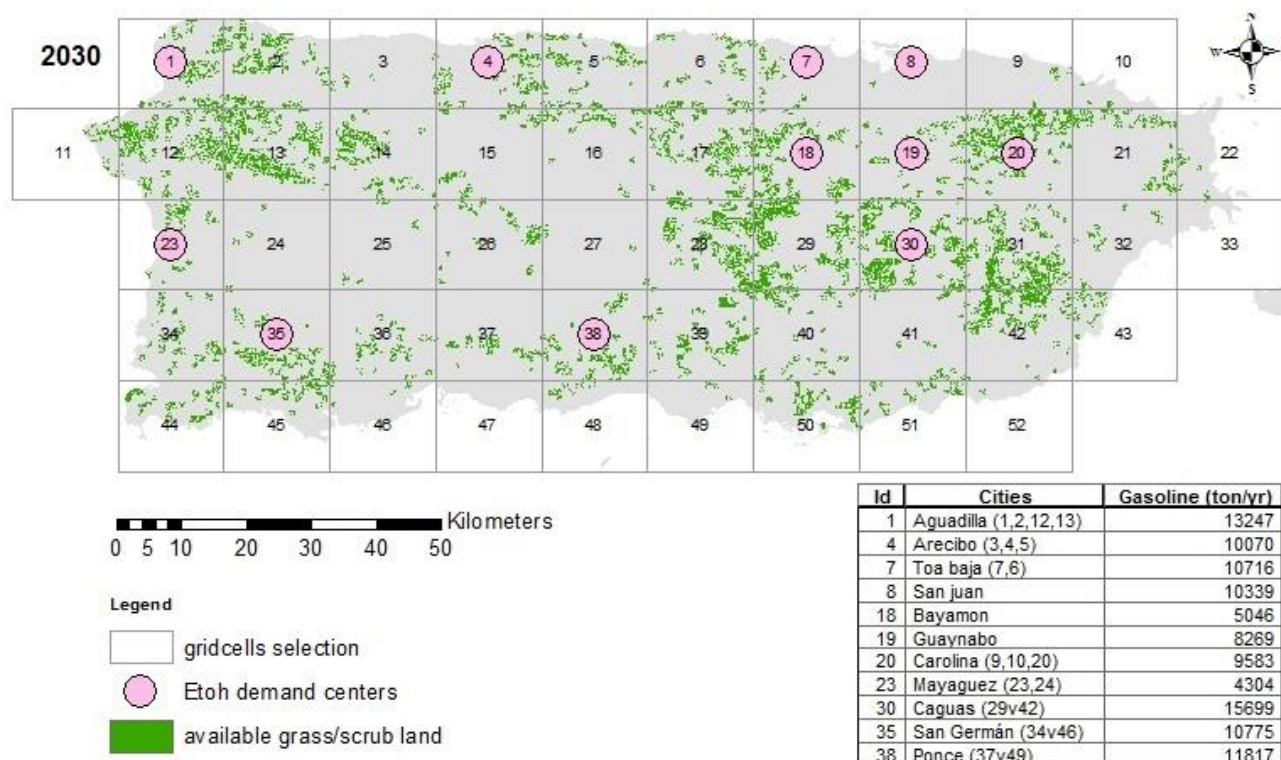 2030
N
W
E
S
1 2 3 4 5 6 7 8 9 10
11 12 13 14 15 16 17 18 19 20 21 22
23 24 25 26 27 28 29 30 31 32 33
34 35 36 37 38 39 40 41 42 43
44 45 46 47 48 49 50 51 52
Kilometers
0 5 10 20 30 40 50
Legend
gridcells selection
Etoh demand centers
available grass/scrub land
Id Cities Gasoline (ton/yr)
1 Aguadilla (1,2,12,13) 13247
4 Arecibo (3,4,5) 10070
7 Toa baja (7,6) 10716
8 San juan 10339
18 Bayamon 5046
19 Guaynabo 8269
20 Carolina (9,10,20) 9583
23 Mayaguez (23,24) 4304
30 Caguas (29v42) 15699
35 San Germán (34v46) 10775
38 Ponce (37v49) 11817